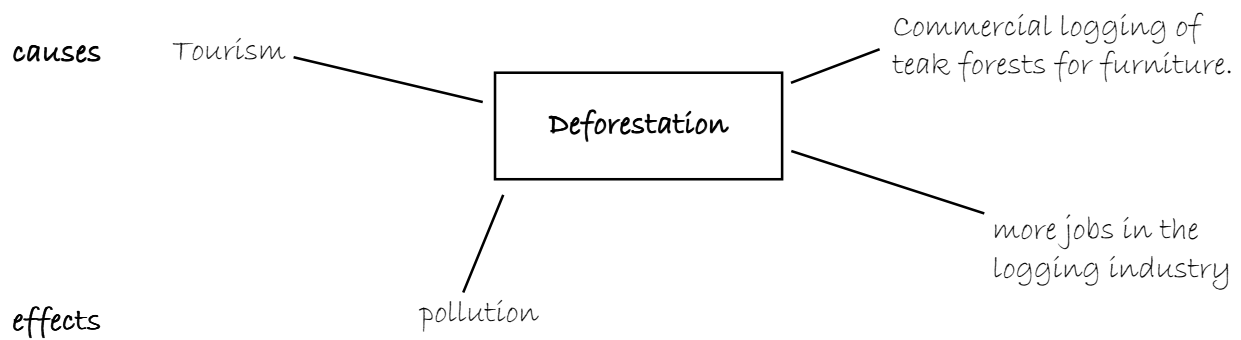 causes
Tourism
Commercial logging of
teak forests for furniture.
Deforestation
more jobs in the
logging industry
effects
pollution